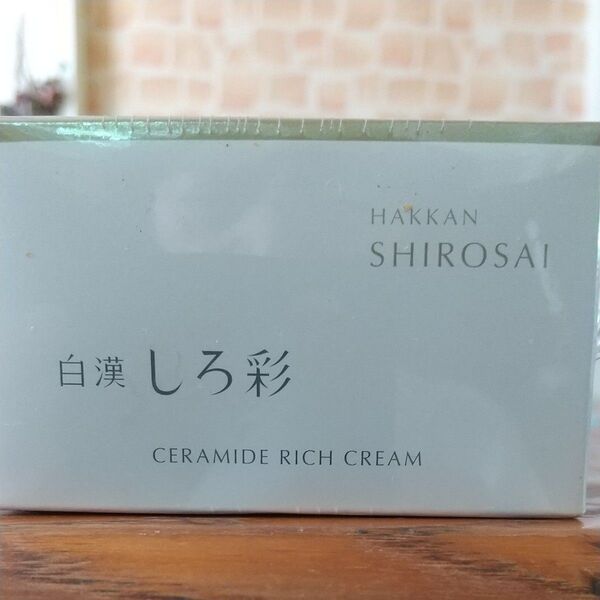 HAKKAN
SHIROSAI
白漢 しろ彩
CERAMIDE RICH CREAM